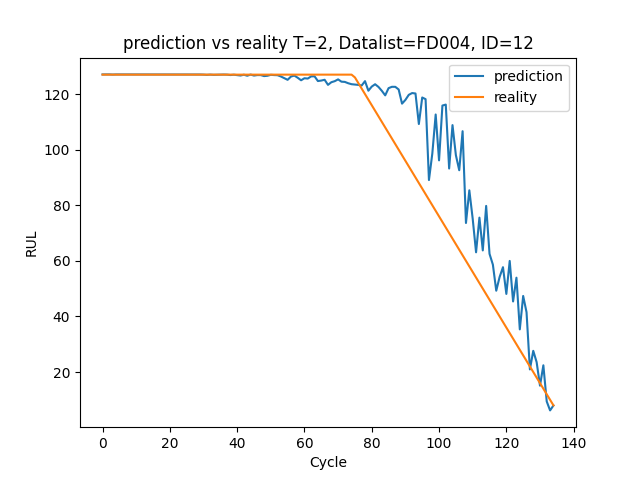 prediction vs reality T=2, Datalist=FD004, ID=12
prediction
reality
120
100
80
60
40
20
RUL
0 20 40 60 80 100 120 140
Cycle